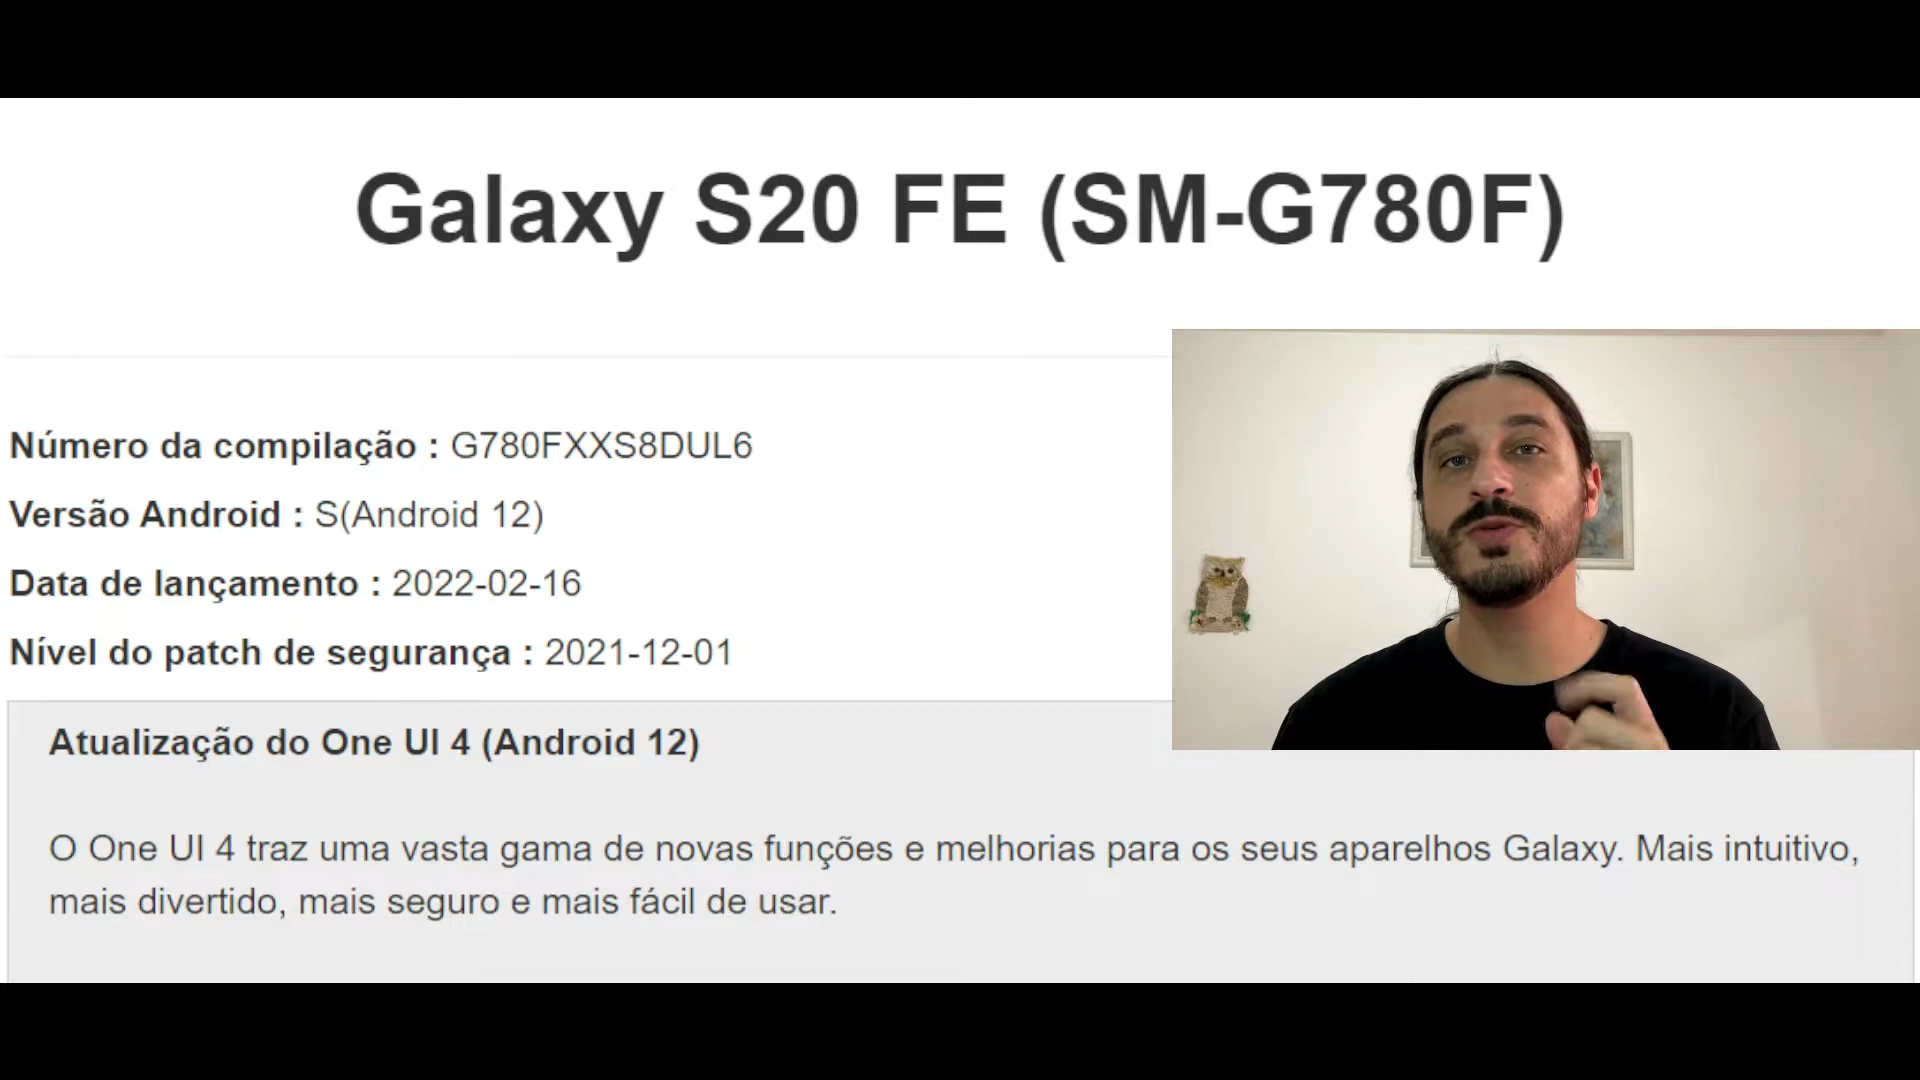 Galaxy S20 FE (SM-G780F)
Número da compilação : G780FXXS8DUL6
Versão Android : S(Android 12)
Data de lançamento : 2022-02-16
Nível do patch de segurança : 2021-12-01
Atualização do One UI 4 (Android 12)
O One UI 4 traz uma vasta gama de novas funções e melhorias para os seus aparelhos Galaxy. Mais intuitivo,
mais divertido, mais seguro e mais fácil de usar.